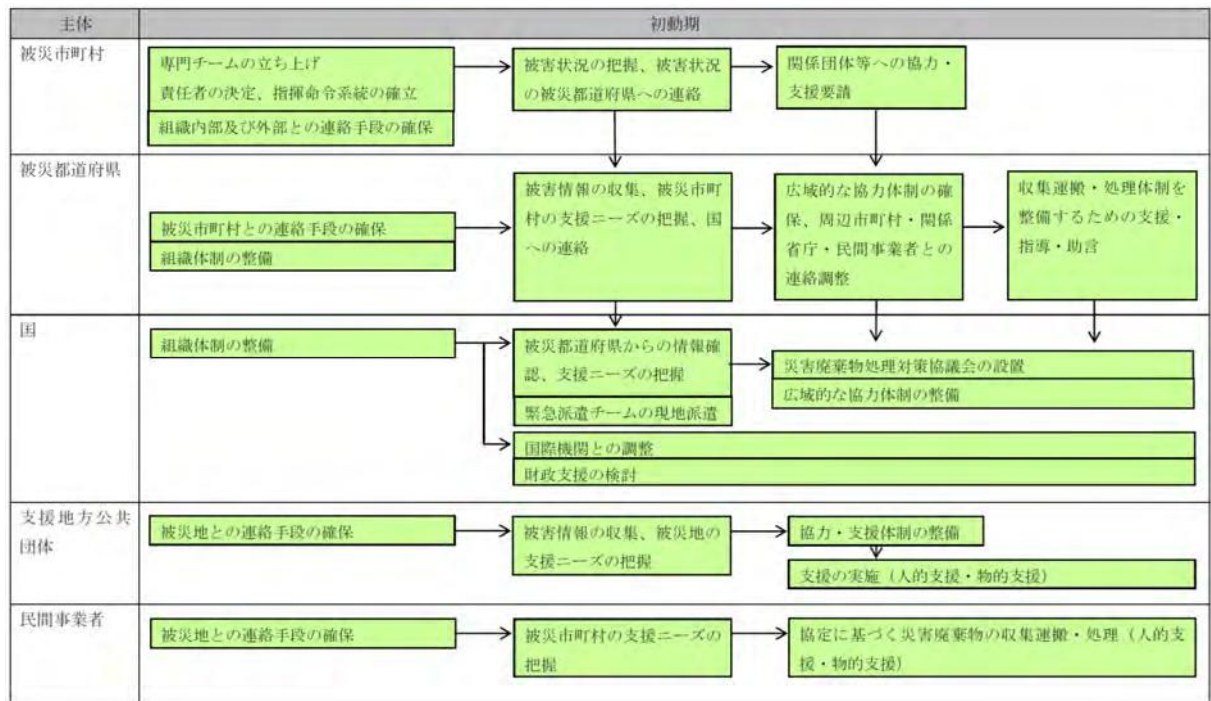 主体
初動期
被災市町村
専門チームの立ち上げ
責任者の決定、指揮命令系統の確立
組織内部及び外部との連絡手段の確保
被害状況の把握、被害状況
の被災都道府県への連絡
関係団体等への協力・
支援要請
被災都道府県
被災市町村との連絡手段の確保
組織体制の整備
被害情報の収集、被災市町
村の支援ニーズの把握、国
への連絡
広域的な協力体制の確
保、周辺市町村・関係
省庁・民間事業者との
連絡調整
収集運搬・処理体制を
整備するための支援・
指導・助言
国
組織体制の整備
被災都道府県からの情報確
認、支援ニーズの把握
緊急派遣チームの現地派遣
災害廃棄物処理対策協議会の設置
広域的な協力体制の整備
国際機関との調整
財政支援の検討
支援地方公共
団体
被災地との連絡手段の確保
被害情報の収集、被災地の
支援ニーズの把握
協力・支援体制の整備
支援の実施（人的支援・物的支援）
民間事業者
被災地との連絡手段の確保
被災市町村の支援ニーズの
把握
協定に基づく災害廃棄物の収集運搬・処理（人的支
援・物的支援）